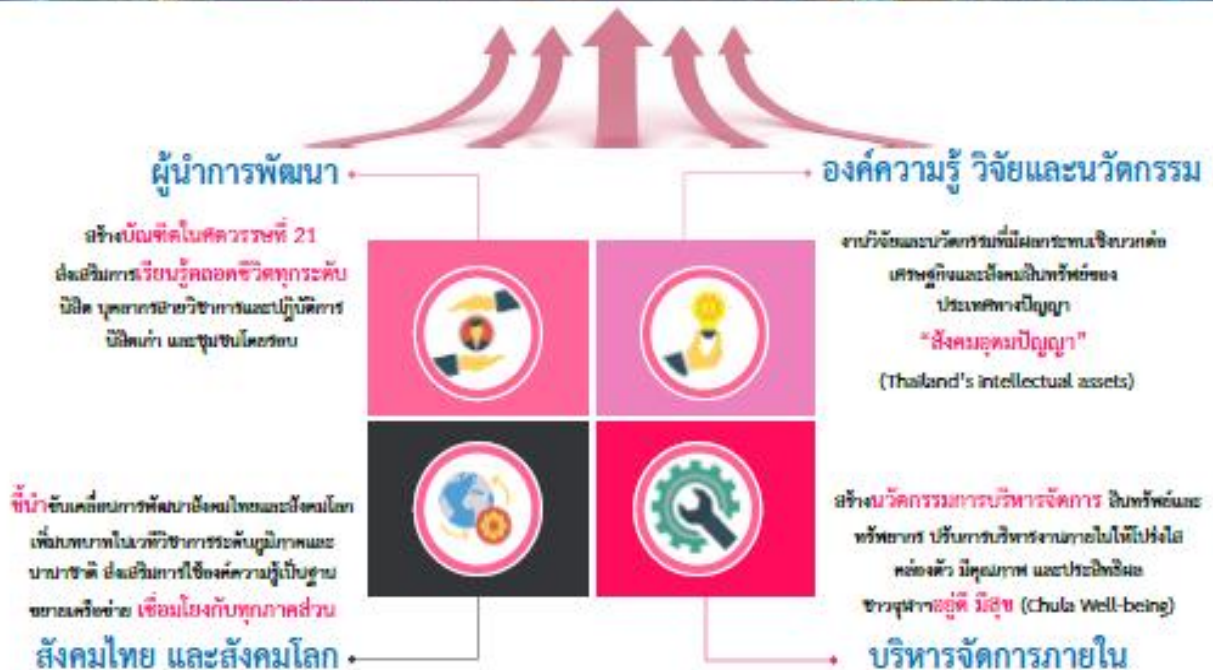 ผู้นำการพัฒนา
สร้างบัณฑิตในศตวรรษที่ 21
ส่งเสริมการเรียนรู้ตลอดชีวิตทุกระดับ
นิสิต บุคลากรสายวิชาการและปฏิบัติการ
นิสิตเก่า และชุมชนโดยรอบ
องค์ความรู้ วิจัยและนวัตกรรม
งานวิจัยและนวัตกรรมที่มีผลกระทบเชิงบวกต่อ
เศรษฐกิจและสังคมสินทรัพย์ของ
ประเทศทางปัญญา
“สังคมอุดมปัญญา”
(Thailand's intellectual assets)
ชี้นำขับเคลื่อนการพัฒนาสังคมไทยและสังคมโลก
เพิ่มบทบาทในเวทีวิชาการระดับภูมิภาคและ
นานาชาติ ส่งเสริมการใช้องค์ความรู้เป็นฐาน
ขยายเครือข่าย เชื่อมโยงกับทุกภาคส่วน
สังคมไทย และสังคมโลก
สร้างนวัตกรรมการบริหารจัดการ สินทรัพย์และ
ทรัพยากร ปรับการบริหารงานภายในให้โปร่งใส
คล่องตัว มีคุณภาพ และประสิทธิผล
ชาวจุฬาฯอยู่ดี มีสุข (Chula Well-being)
บริหารจัดการภายใน